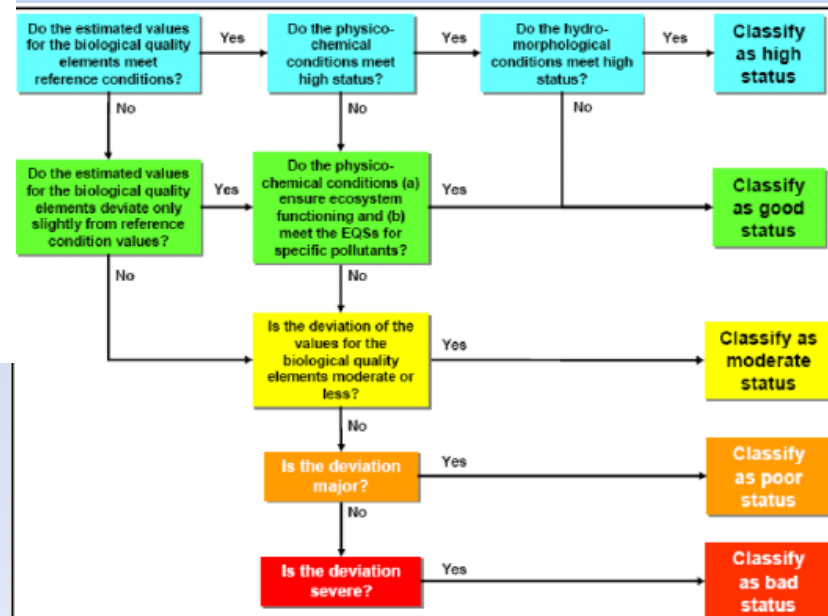 Do the estimated values
for the biological quality
elements meet
reference conditions?
Yes
Do the physico-
chemical
conditions meet
high status?
Yes
Do the hydro-
morphological
conditions meet high
status?
Yes
Classify
as high
status
No
No
No
Do the estimated values
for the biological quality
elements deviate only
slightly from reference
condition values?
Yes
Do the physico-
chemical conditions (a)
ensure ecosystem
functioning and (b)
meet the EQSs for
specific pollutants?
Yes
Classify
as good
status
No
No
Is the deviation of the
values for the
biological quality
elements moderate or
less?
Yes
Classify as
moderate
status
No
Is the deviation
major?
Yes
Classify
as poor
status
No
Is the deviation
severe?
Yes
Classify
as bad
status